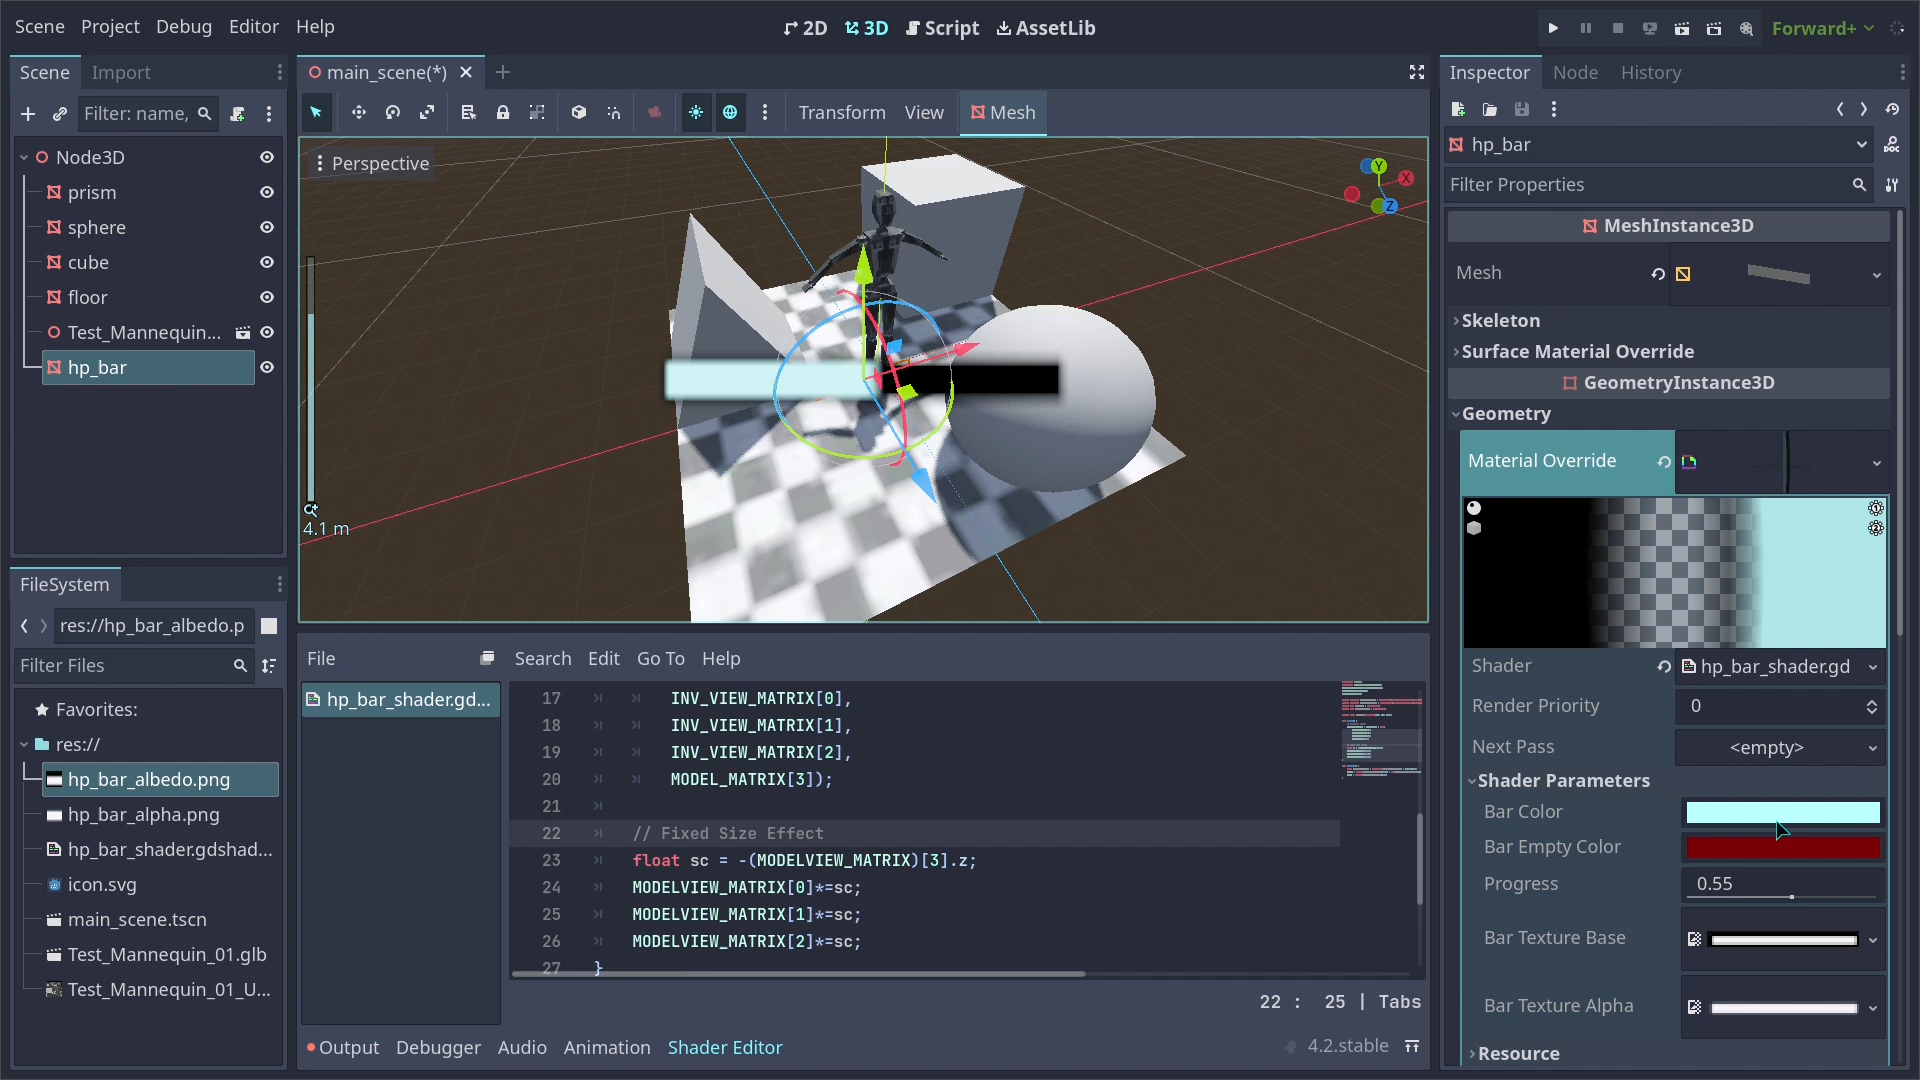 Scene Project Debug Editor Help
2D 3D Script AssetLib
Forward+
Scene Import
Filter: name,
Node3D
prism
sphere
cube
floor
Test_Mannequin...
hp_bar
FileSystem
res://hp_bar_albedo.p
Filter Files
Favorites:
res://
hp_bar_albedo.png
hp_bar_alpha.png
hp_bar_shader.gdshad...
icon.svg
main_scene.tscn
Test_Mannequin_01.glb
Test_Mannequin_01_U...
main_scene(*)
Transform View Mesh
Perspective
Y
X
Z
4.1 m
File Search Edit Go To Help
hp_bar_shader.gd...
17 INV_VIEW_MATRIX[0],
18 INV_VIEW_MATRIX[1],
19 INV_VIEW_MATRIX[2],
20 MODEL_MATRIX[3]);
21
22 // Fixed Size Effect
23 float sc = -(MODELVIEW_MATRIX)[3].z;
24 MODELVIEW_MATRIX[0]*=sc;
25 MODELVIEW_MATRIX[1]*=sc;
26 MODELVIEW_MATRIX[2]*=sc;
27 }
22 : 25 | Tabs
Output Debugger Audio Animation Shader Editor
4.2.stable
Inspector Node History
hp_bar
Filter Properties
MeshInstance3D
Mesh
Skeleton
Surface Material Override
GeometryInstance3D
Geometry
Material Override
Shader hp_bar_shader.gd
Render Priority 0
Next Pass <empty>
Shader Parameters
Bar Color
Bar Empty Color
Progress 0.55
Bar Texture Base
Bar Texture Alpha
Resource